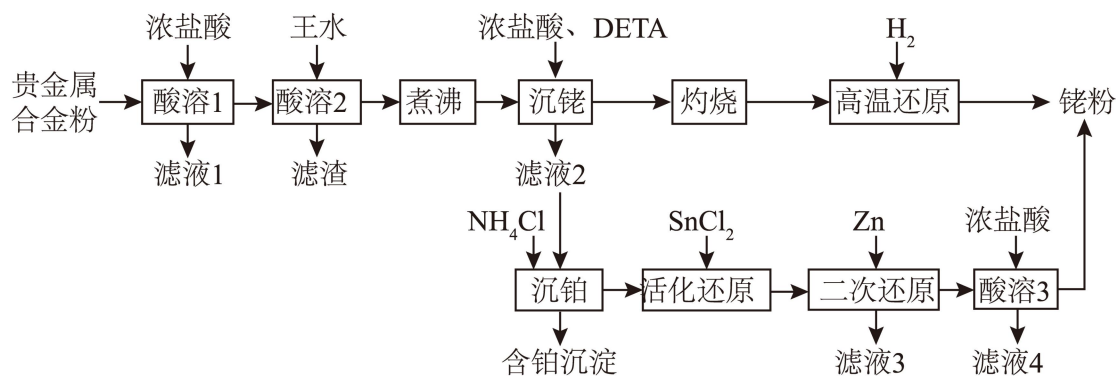 浓盐酸
王水
浓盐酸、DETA
H₂
贵金属
合金粉
酸溶1
酸溶2
煮沸
沉铑
灼烧
高温还原
铑粉
滤液1
滤渣
滤液2
NH₄Cl
SnCl₂
Zn
浓盐酸
沉铂
活化还原
二次还原
酸溶3
含铂沉淀
滤液3
滤液4